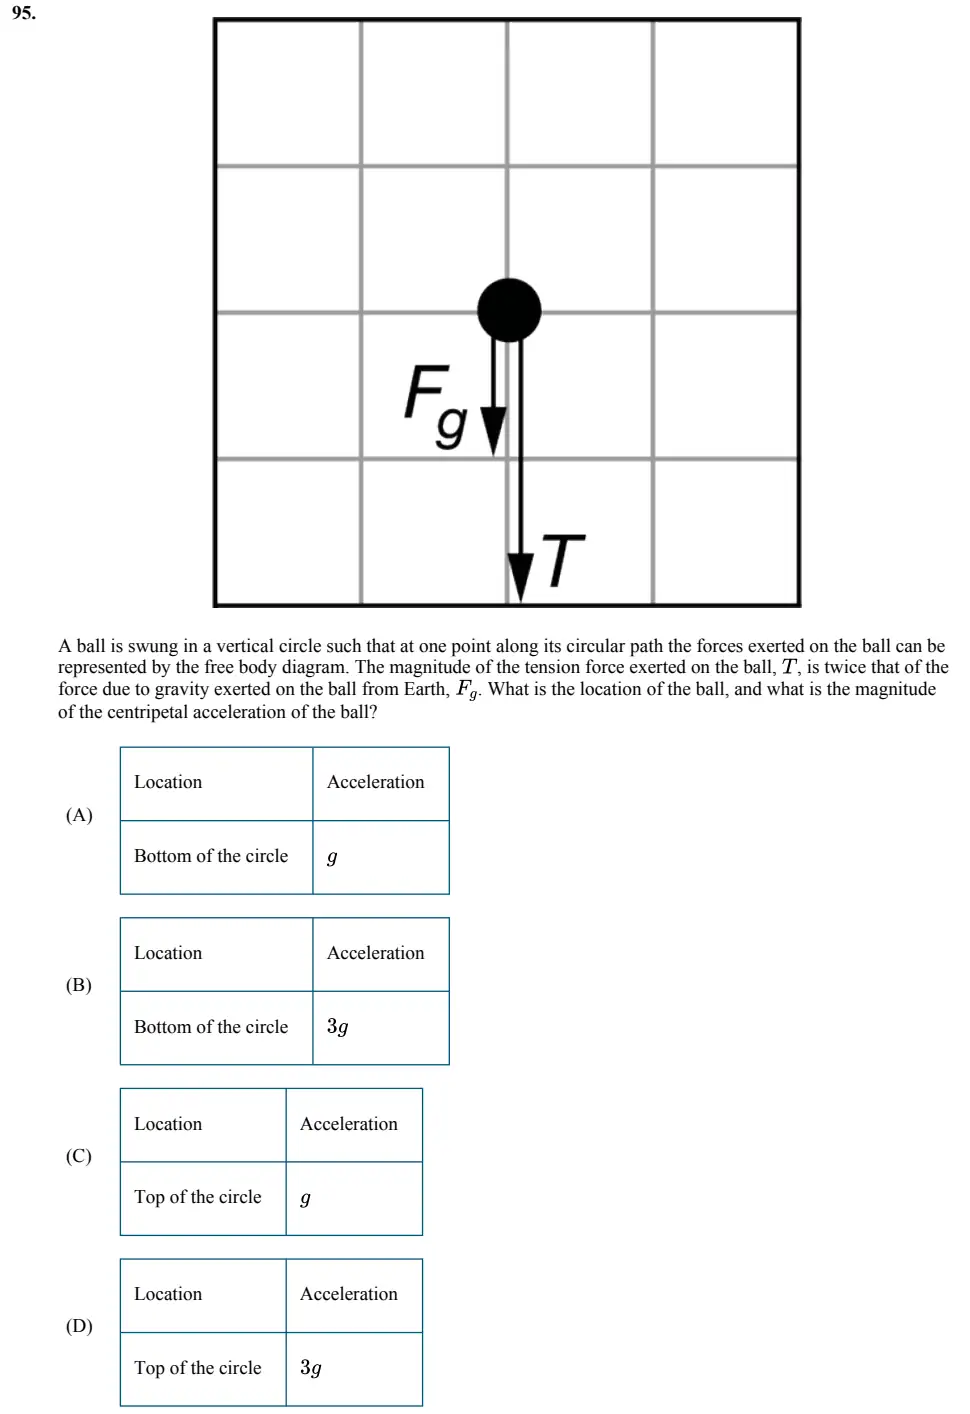 95.
F_g
T
A ball is swung in a vertical circle such that at one point along its circular path the forces exerted on the ball can be
represented by the free body diagram. The magnitude of the tension force exerted on the ball, T, is twice that of the
force due to gravity exerted on the ball from Earth, F_g. What is the location of the ball, and what is the magnitude
of the centripetal acceleration of the ball?
(A)
Location Acceleration
Bottom of the circle g
(B)
Location Acceleration
Bottom of the circle 3g
(C)
Location Acceleration
Top of the circle g
(D)
Location Acceleration
Top of the circle 3g